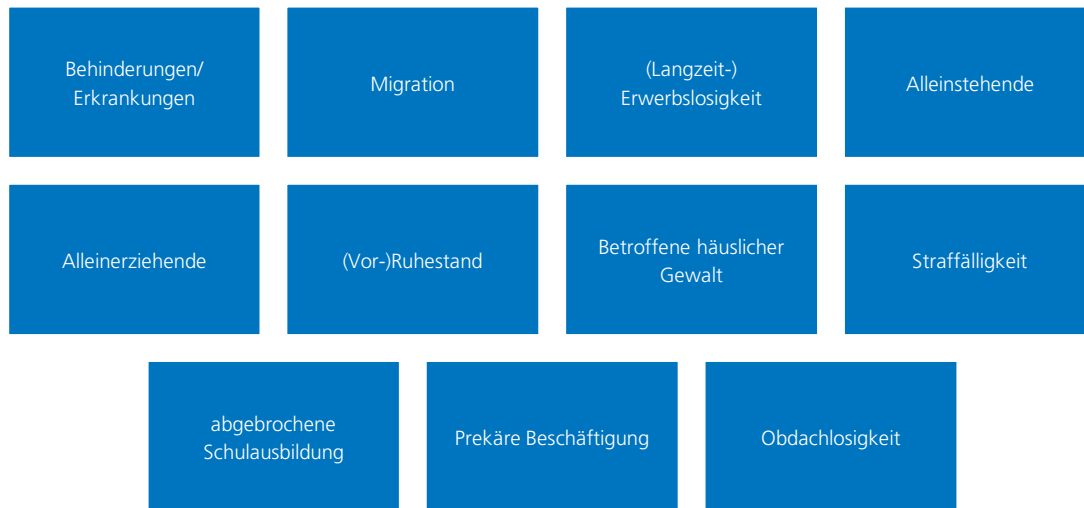 Behinderungen/
Erkrankungen
Migration
(Langzeit-)
Erwerbslosigkeit
Alleinstehende
Alleinerziehende
(Vor-)Ruhestand
Betroffene häuslicher
Gewalt
Straffälligkeit
abgebrochene
Schulausbildung
Prekäre Beschäftigung
Obdachlosigkeit